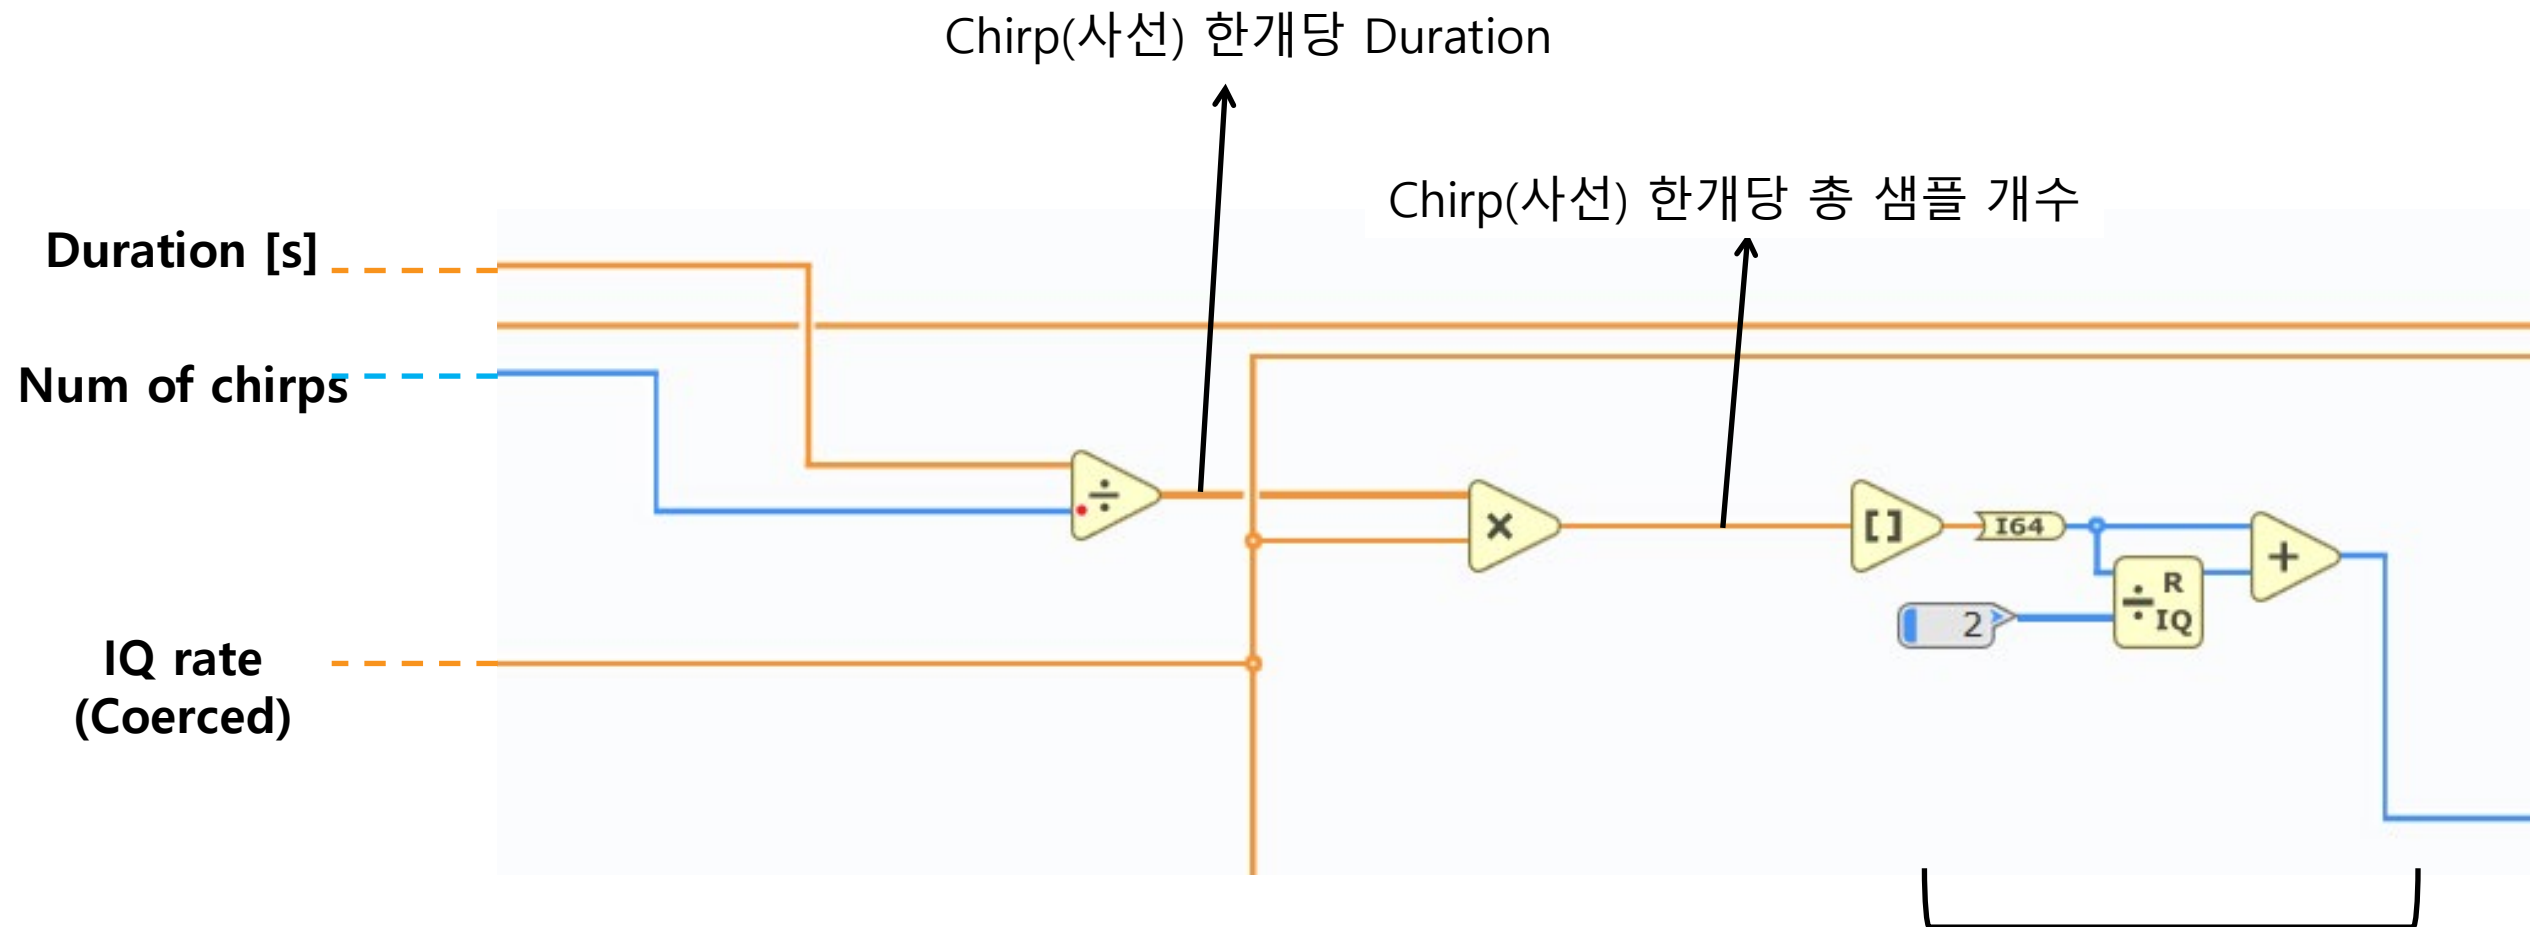 Chirp(사선) 한개당 Duration
Chirp(사선) 한개당 총 샘플 개수
Duration [s]
Num of chirps
÷
×
[]
I64
+
÷ R
IQ
2
IQ rate
(Coerced)